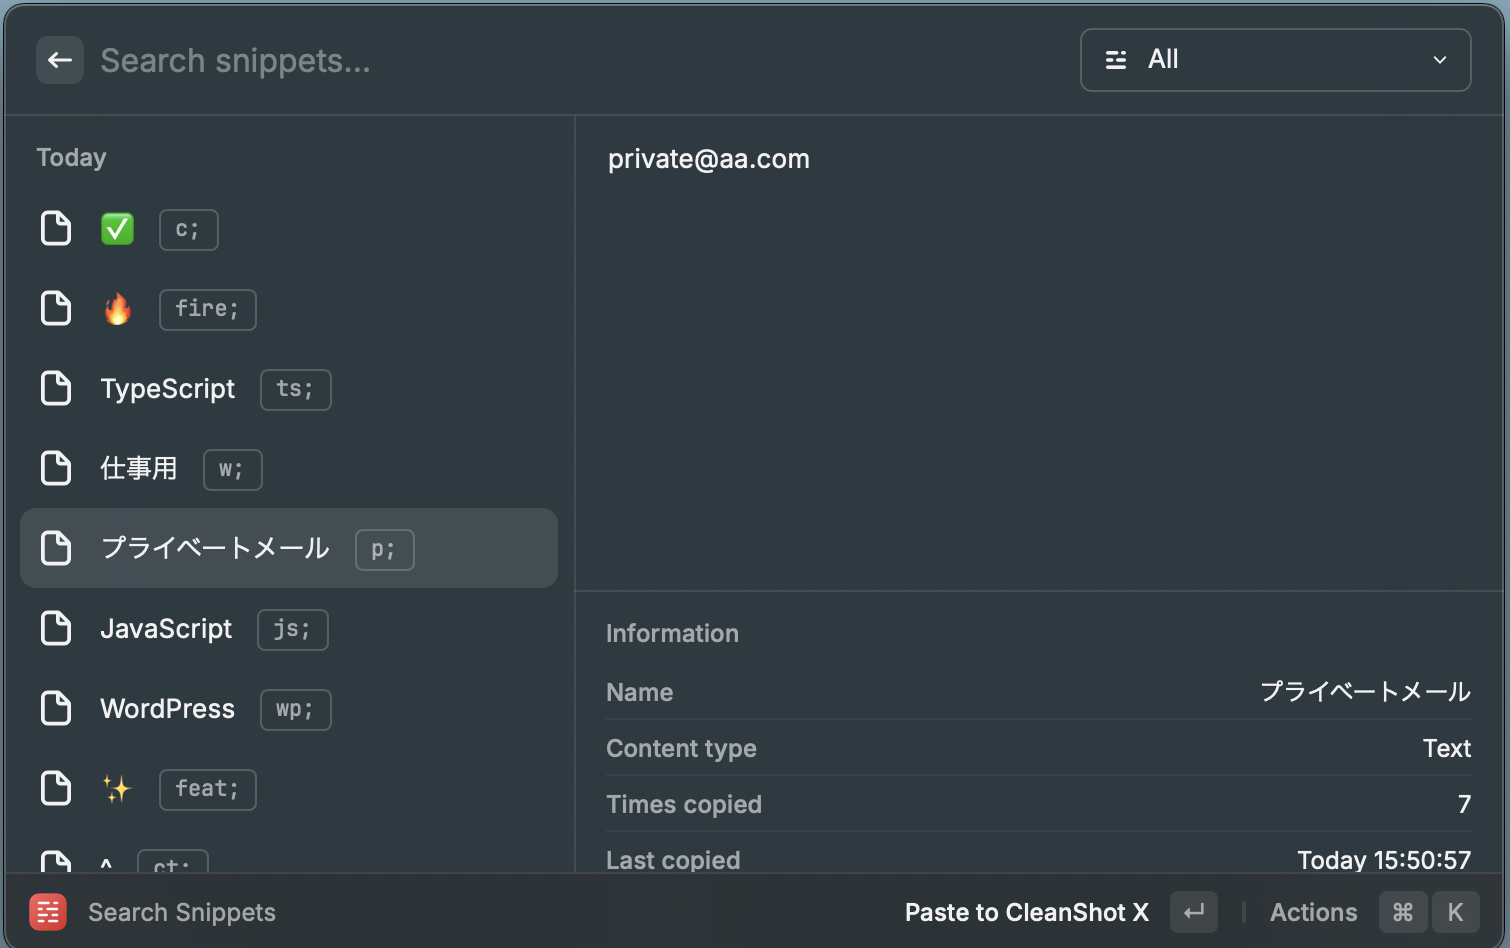 Search snippets...
All
Today
✅ c;
🔥 fire;
TypeScript ts;
仕事用 w;
プライベートメール p;
JavaScript js;
WordPress wp;
✨ feat;
^ ct;
private@aa.com
Information
Name プライベートメール
Content type Text
Times copied 7
Last copied Today 15:50:57
Search Snippets
Paste to CleanShot X ↵ Actions ⌘ K